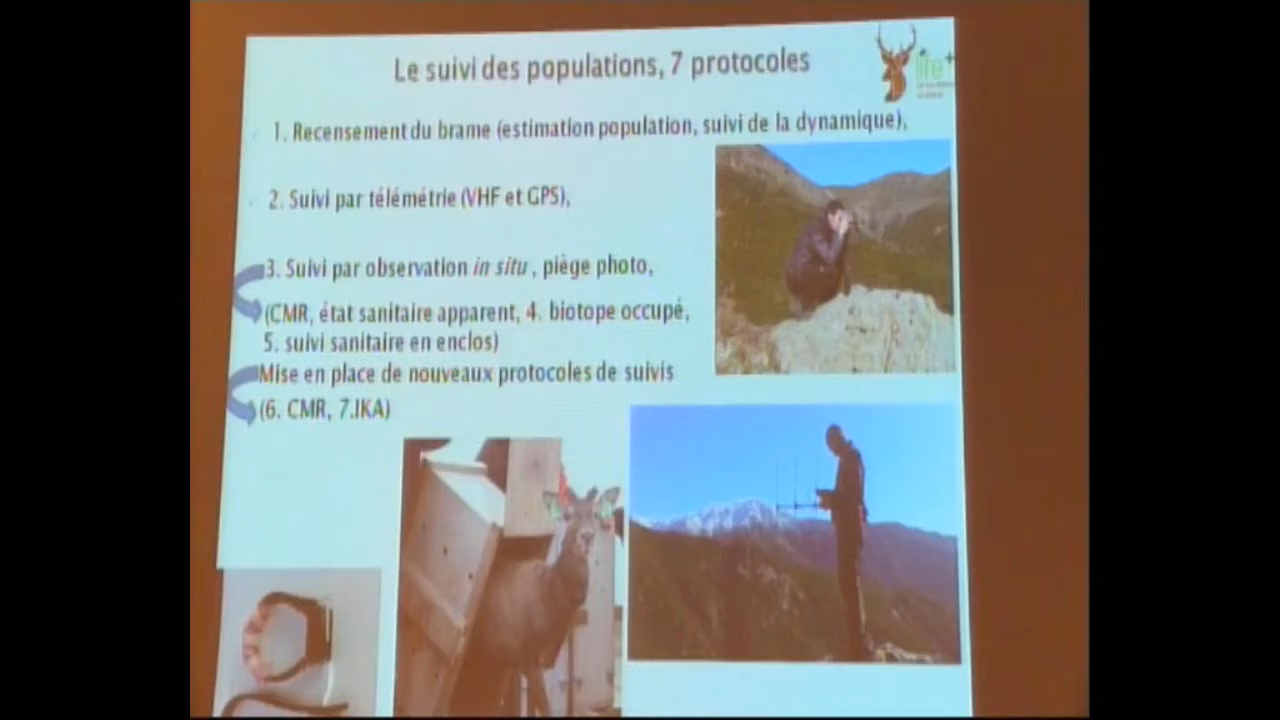 Le suivi des populations, 7 protocoles
life+
1. Recensement du brame (estimation population, suivi de la dynamique),
2. Suivi par télémétrie (VHF et GPS),
3. Suivi par observation in situ , piège photo,
(CMR, état sanitaire apparent, 4. biotope occupé,
5. suivi sanitaire en enclos)
Mise en place de nouveaux protocoles de suivis
(6. CMR, 7.IKA)